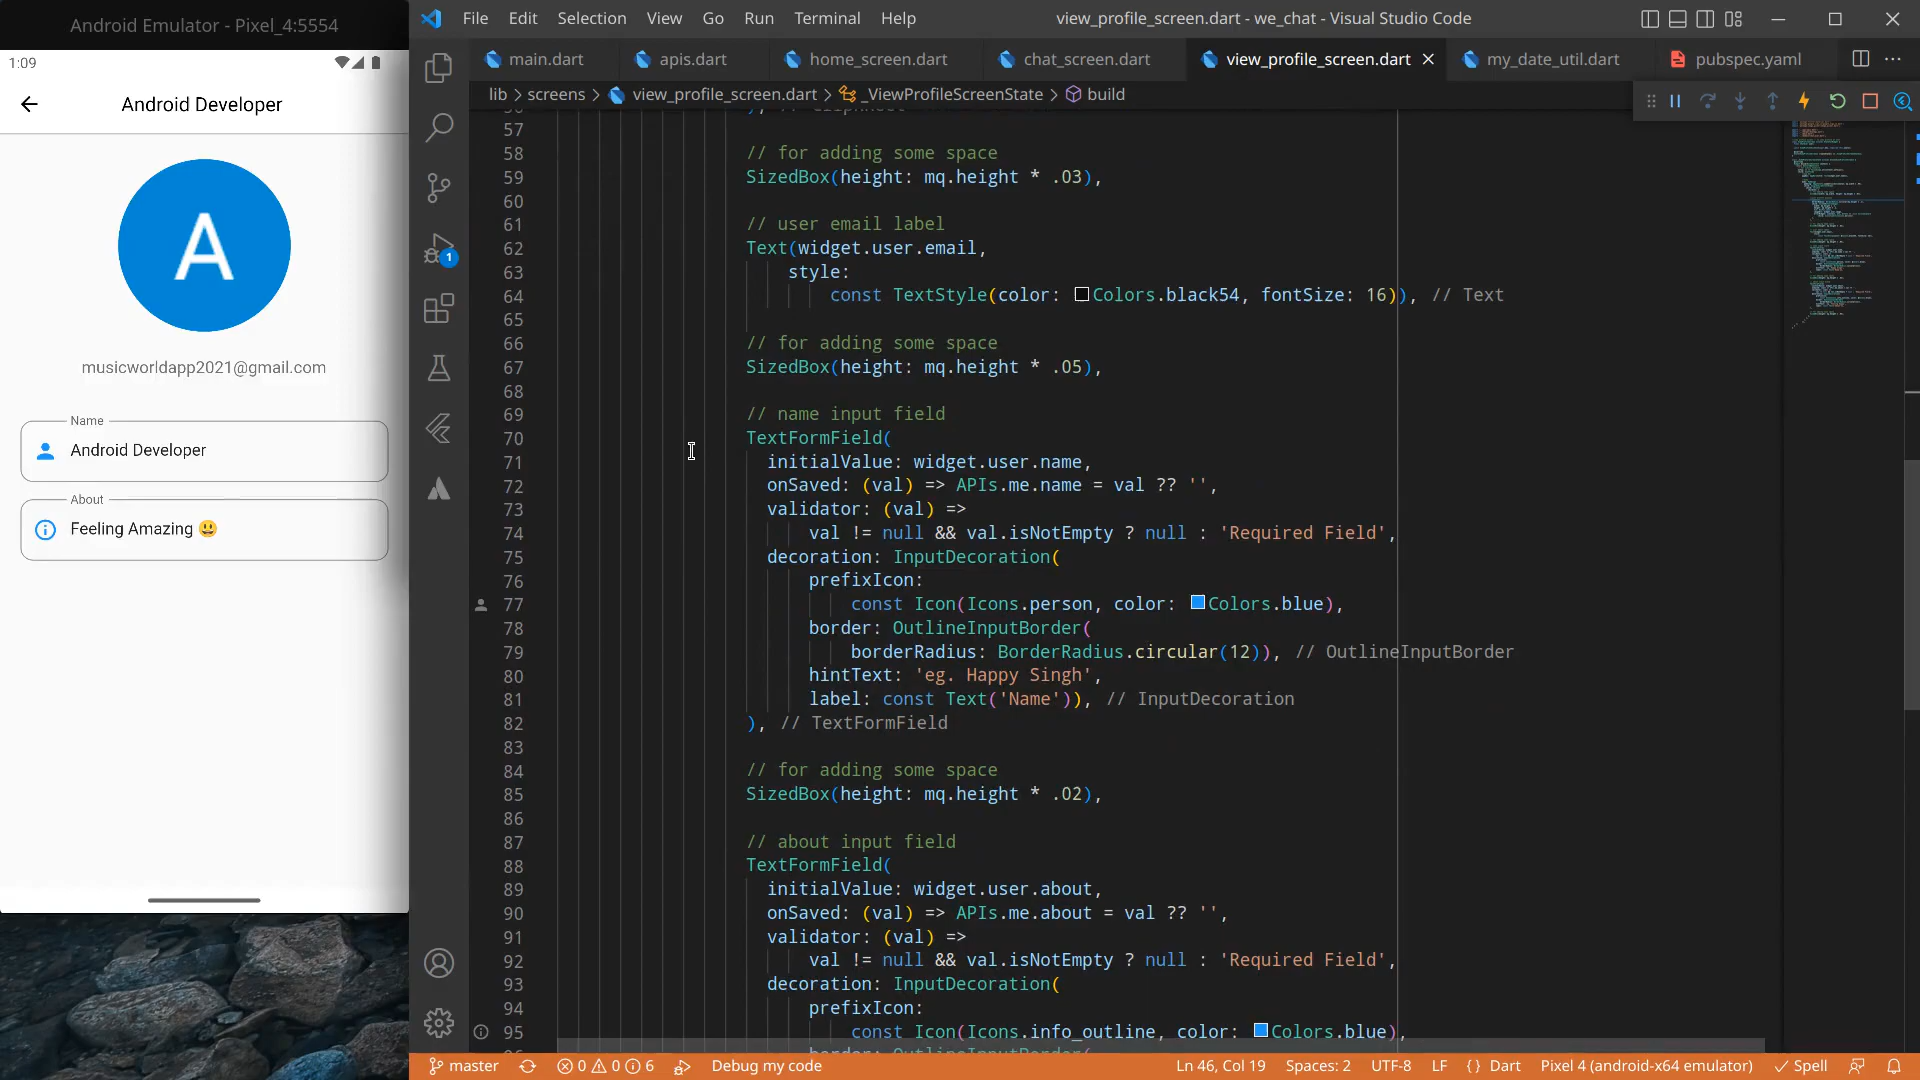 Android Emulator - Pixel_4:5554
1:09
Android Developer
A
musicworldapp2021@gmail.com
Name
Android Developer
About
Feeling Amazing 😃
File Edit Selection View Go Run Terminal Help
view_profile_screen.dart - we_chat - Visual Studio Code
main.dart apis.dart home_screen.dart chat_screen.dart view_profile_screen.dart my_date_util.dart pubspec.yaml
lib > screens > view_profile_screen.dart > _ViewProfileScreenState > build
1
57
58 // for adding some space
59 SizedBox(height: mq.height * .03),
60
61 // user email label
62 Text(widget.user.email,
63 style:
64 const TextStyle(color: Colors.black54, fontSize: 16)), // Text
65
66 // for adding some space
67 SizedBox(height: mq.height * .05),
68
69 // name input field
70 TextFormField(
71 initialValue: widget.user.name,
72 onSaved: (val) => APIs.me.name = val ?? '',
73 validator: (val) =>
74 val != null && val.isNotEmpty ? null : 'Required Field',
75 decoration: InputDecoration(
76 prefixIcon:
77 const Icon(Icons.person, color: Colors.blue),
78 border: OutlineInputBorder(
79 borderRadius: BorderRadius.circular(12)), // OutlineInputBorder
80 hintText: 'eg. Happy Singh',
81 label: const Text('Name')), // InputDecoration
82 ), // TextFormField
83
84 // for adding some space
85 SizedBox(height: mq.height * .02),
86
87 // about input field
88 TextFormField(
89 initialValue: widget.user.about,
90 onSaved: (val) => APIs.me.about = val ?? '',
91 validator: (val) =>
92 val != null && val.isNotEmpty ? null : 'Required Field',
93 decoration: InputDecoration(
94 prefixIcon:
95 const Icon(Icons.info_outline, color: Colors.blue),
master 0 0 6 Debug my code Ln 46, Col 19 Spaces: 2 UTF-8 LF {} Dart Pixel 4 (android-x64 emulator) Spell